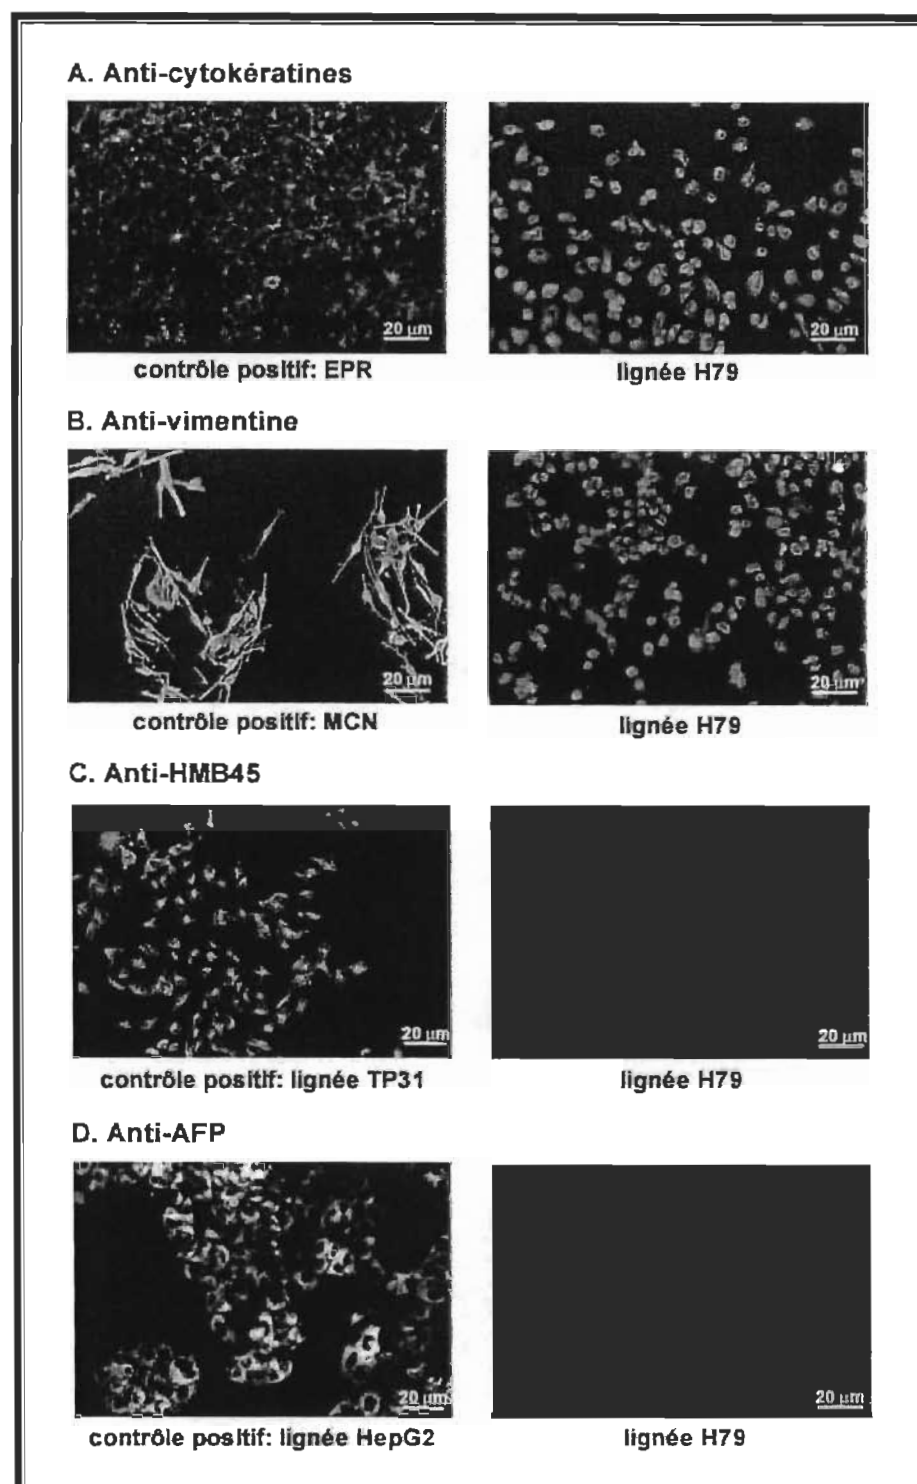 A. Anti-cytokératines
20 µm
20 µm
contrôle positif: EPR
lignée H79
B. Anti-vimentine
20 µm
20 µm
contrôle positif: MCN
lignée H79
C. Anti-HMB45
20 µm
20 µm
contrôle positif: lignée TP31
lignée H79
D. Anti-AFP
20 µm
20 µm
contrôle positif: lignée HepG2
lignée H79